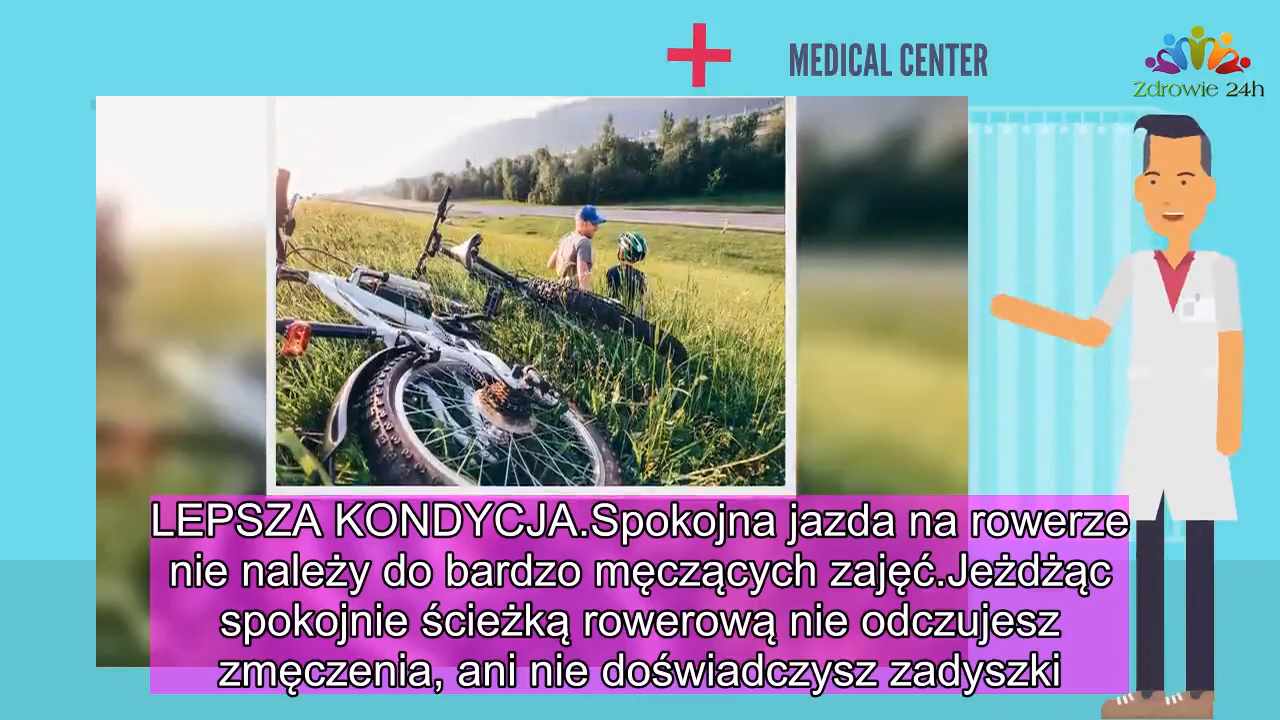 MEDICAL CENTER
Zdrowie 24h
LEPSZA KONDYCJA.Spokojna jazda na rowerze
nie należy do bardzo męczących zajęć.Jeżdżąc
spokojnie ścieżką rowerową nie odczujesz
zmęczenia, ani nie doświadczysz zadyszki